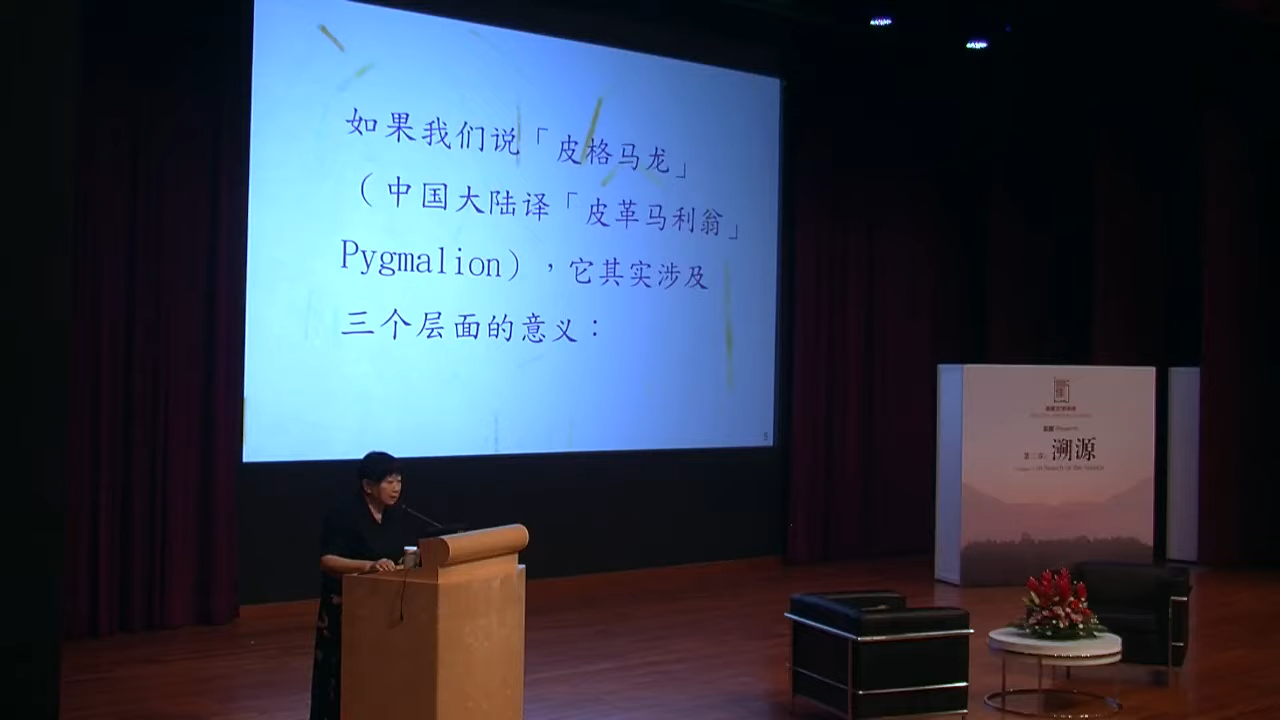 如果我们说「皮格马龙」
（中国大陆译「皮革马利翁」
Pygmalion），它其实涉及
三个层面的意义：
5
溯源